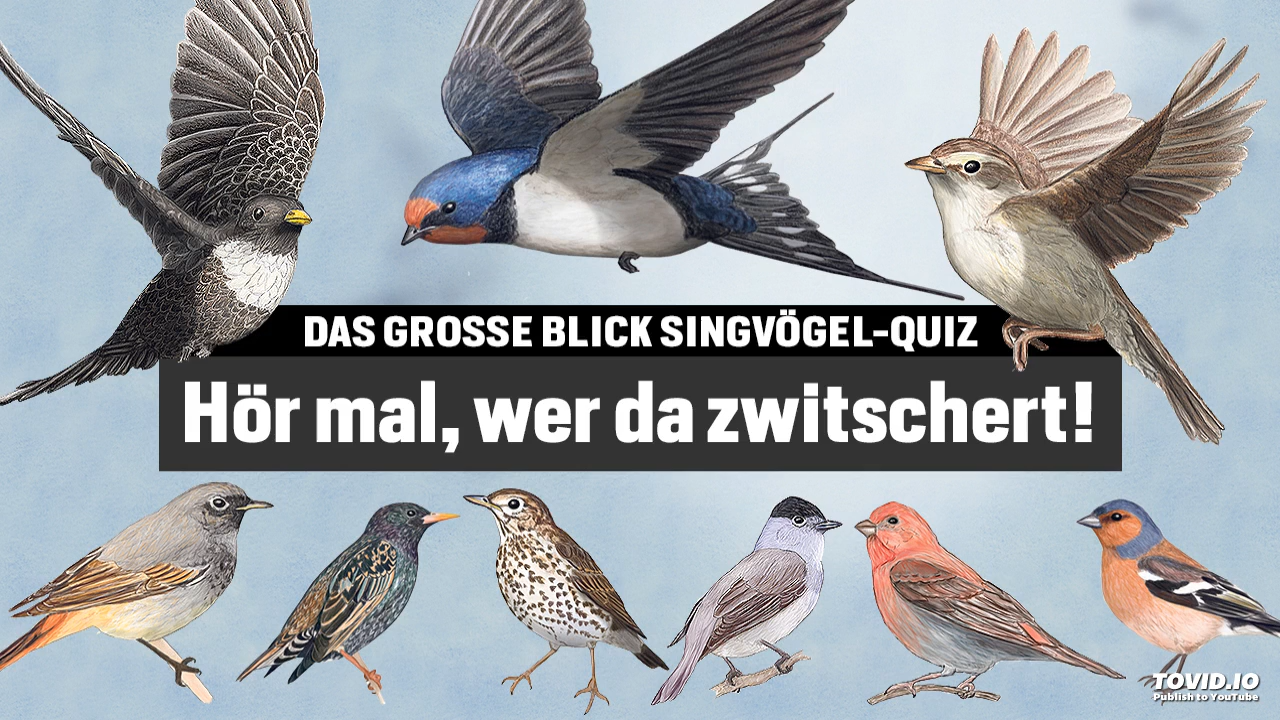 DAS GROSSE BLICK SINGVÖGEL-QUIZ
Hör mal, wer da zwitschert!
TOVID.IO
Publish to YouTube